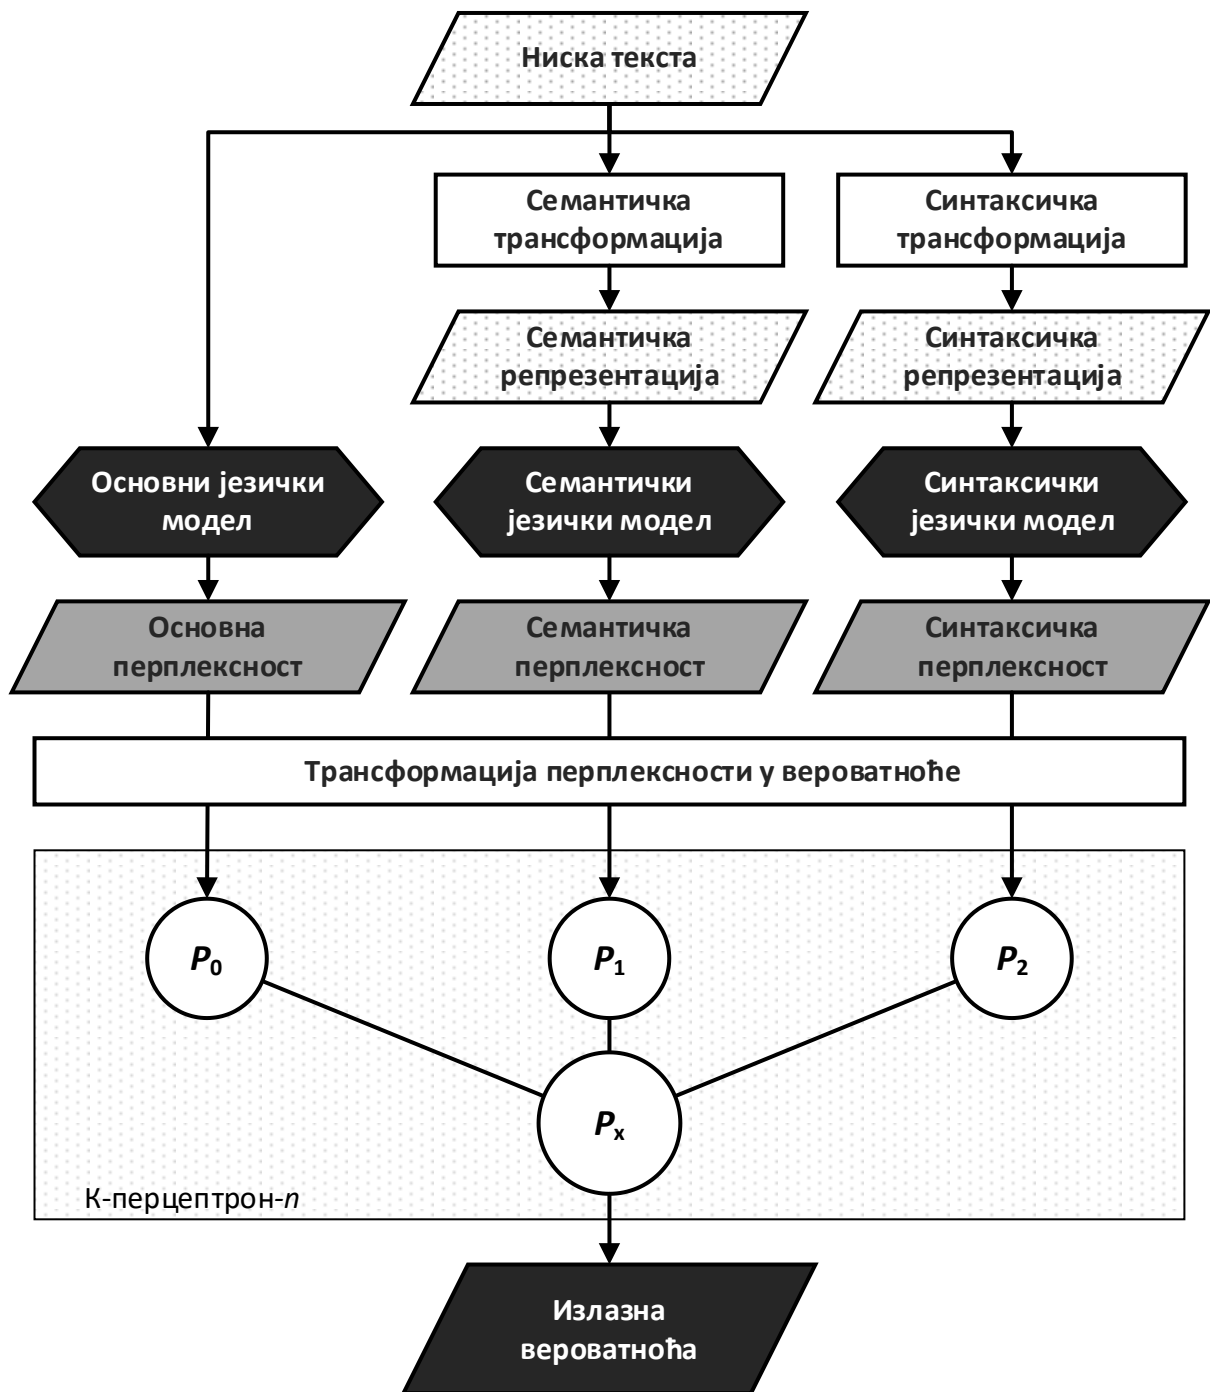 Ниска текста
Семантичка
трансформација
Синтаксичка
трансформација
Семантичка
репрезентација
Синтаксичка
репрезентација
Основни језички
модел
Семантички
језички модел
Синтаксички
језички модел
Основна
перплексност
Семантичка
перплексност
Синтаксичка
перплексност
Трансформација перплексности у вероватноће
P₀
P₁
P₂
Pₓ
К-перцептрон-n
Излазна
вероватноћа